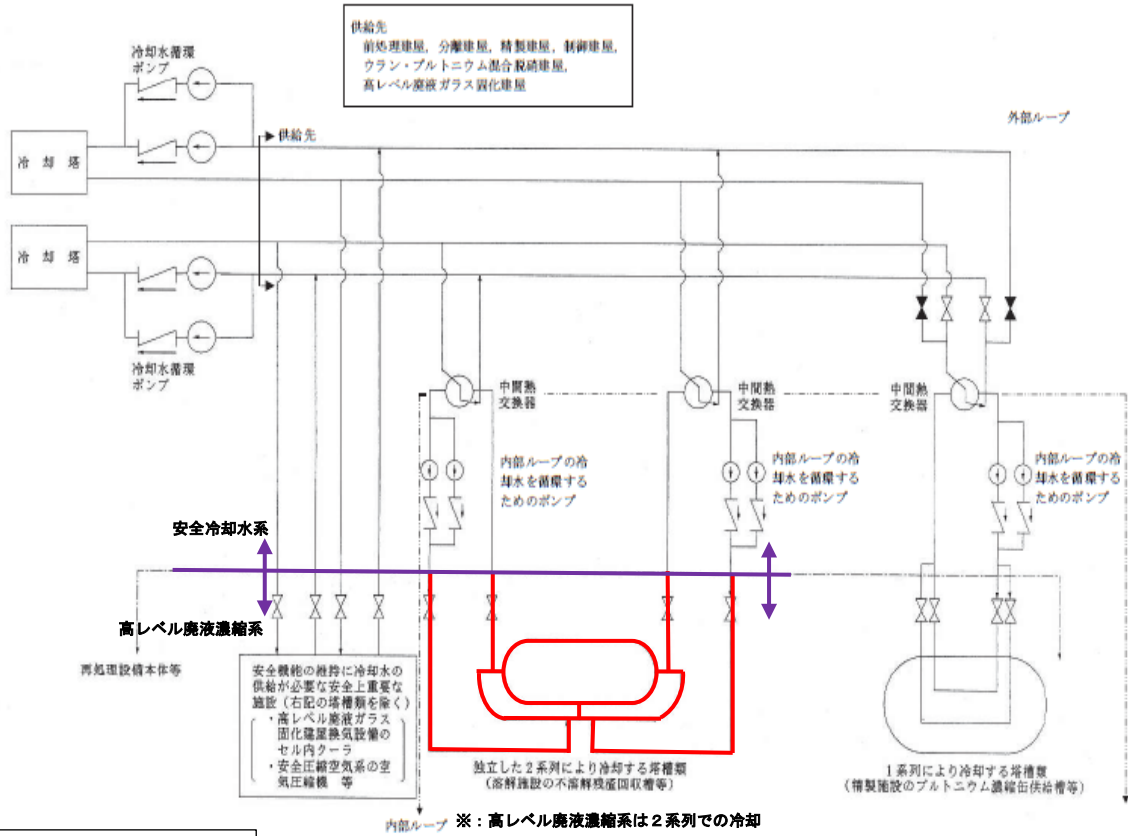 供給先
前処理建屋，分離建屋，精製建屋，制御建屋，
ウラン・プルトニウム混合脱硝建屋，
高レベル廃液ガラス固化建屋
冷却水循環
ポンプ
外部ループ
供給先
冷却塔
冷却塔
冷却水循環
ポンプ
中間熱
交換器
中間熱
交換器
中間熱
交換器
内部ループの冷
却水を循環する
ためのポンプ
内部ループの冷
却水を循環する
ためのポンプ
内部ループの冷
却水を循環する
ためのポンプ
安全冷却水系
高レベル廃液濃縮系
再処理設備本体等
安全機能の維持に冷却水の
供給が必要な安全上重要な
施設（右記の塔槽類を除く）
・高レベル廃液ガラス
固化建屋換気設備の
セル内クーラ
・安全圧縮空気系の空
気圧縮機 等
独立した２系列により冷却する塔槽類
（溶解施設の不溶解残渣回収槽等）
１系列により冷却する塔槽類
（精製施設のプルトニウム濃縮缶供給槽等）
内部ループ
※：高レベル廃液濃縮系は２系列での冷却